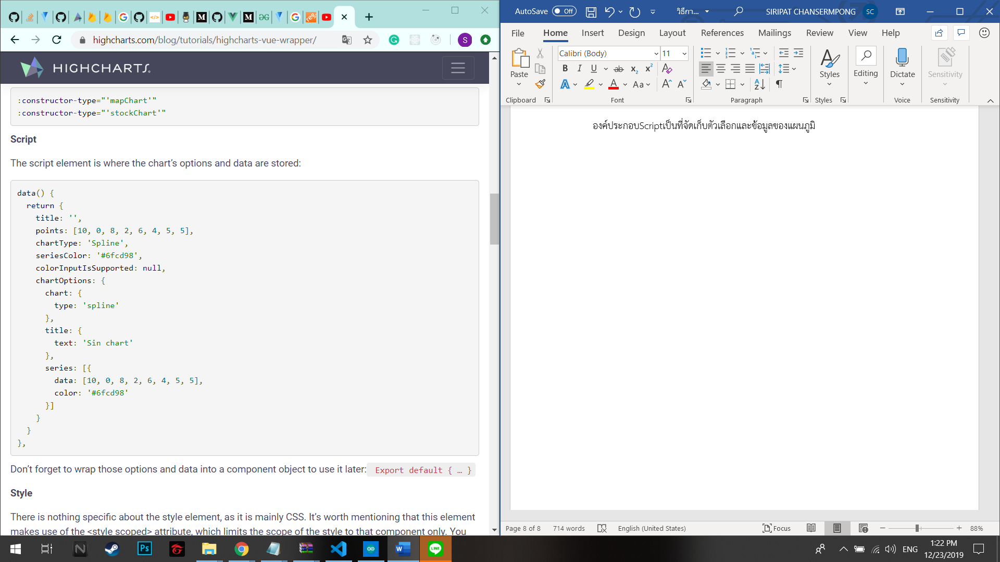 highcharts.com/blog/tutorials/highcharts-vue-wrapper/
S
HIGHCHARTS.
:constructor-type="'mapChart'"
:constructor-type="'stockChart'"
Script
The script element is where the chart’s options and data are stored:
data() {
return {
title: '',
points: [10, 0, 8, 2, 6, 4, 5, 5],
chartType: 'Spline',
seriesColor: '#6fcd98',
colorInputIsSupported: null,
chartOptions: {
chart: {
type: 'spline'
},
title: {
text: 'Sin chart'
},
series: [{
data: [10, 0, 8, 2, 6, 4, 5, 5],
color: '#6fcd98'
}]
}
}
},
Don’t forget to wrap those options and data into a component object to use it later: Export default { … }
Style
There is nothing specific about the style element, as it is mainly CSS. It’s worth mentioning that this element
makes use of the <style scoped> attribute, which limits the scope of the style to that component only. You
AutoSave Off วิธีกา... SIRIPAT CHANSERMPONG SC
File Home Insert Design Layout References Mailings Review View Help
Calibri (Body) 11
Paste Styles Editing Dictate Sensitivity
Clipboard Font Paragraph Styles Voice Sensitivity
องค์ประกอบScriptเป็นที่จัดเก็บตัวเลือกและข้อมูลของแผนภูมิ
Page 8 of 8 714 words English (United States) Focus 88%
ENG
1:22 PM
12/23/2019